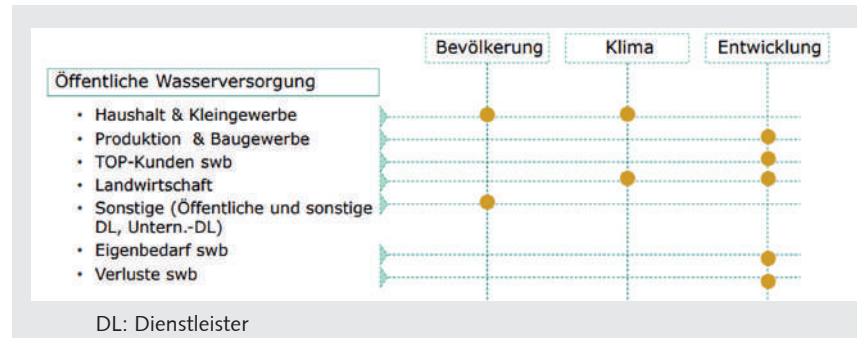 Bevölkerung Klima Entwicklung
Öffentliche Wasserversorgung
• Haushalt & Kleingewerbe
• Produktion & Baugewerbe
• TOP-Kunden swb
• Landwirtschaft
• Sonstige (Öffentliche und sonstige
DL, Untern.-DL)
• Eigenbedarf swb
• Verluste swb
DL: Dienstleister